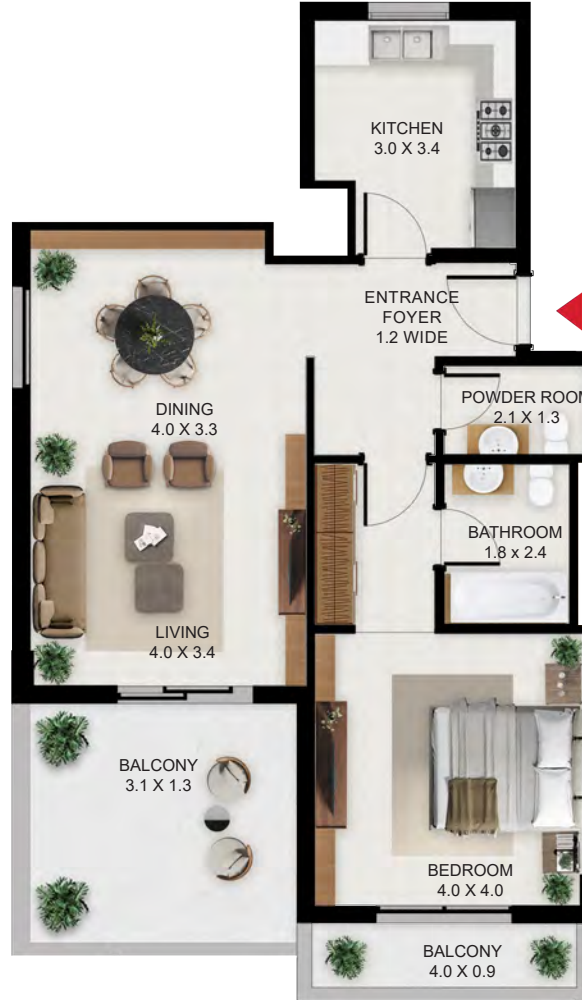 KITCHEN
3.0 X 3.4
ENTRANCE
FOYER
1.2 WIDE
POWDER ROOM
2.1 X 1.3
DINING
4.0 X 3.3
BATHROOM
1.8 x 2.4
LIVING
4.0 X 3.4
BALCONY
3.1 X 1.3
BEDROOM
4.0 X 4.0
BALCONY
4.0 X 0.9